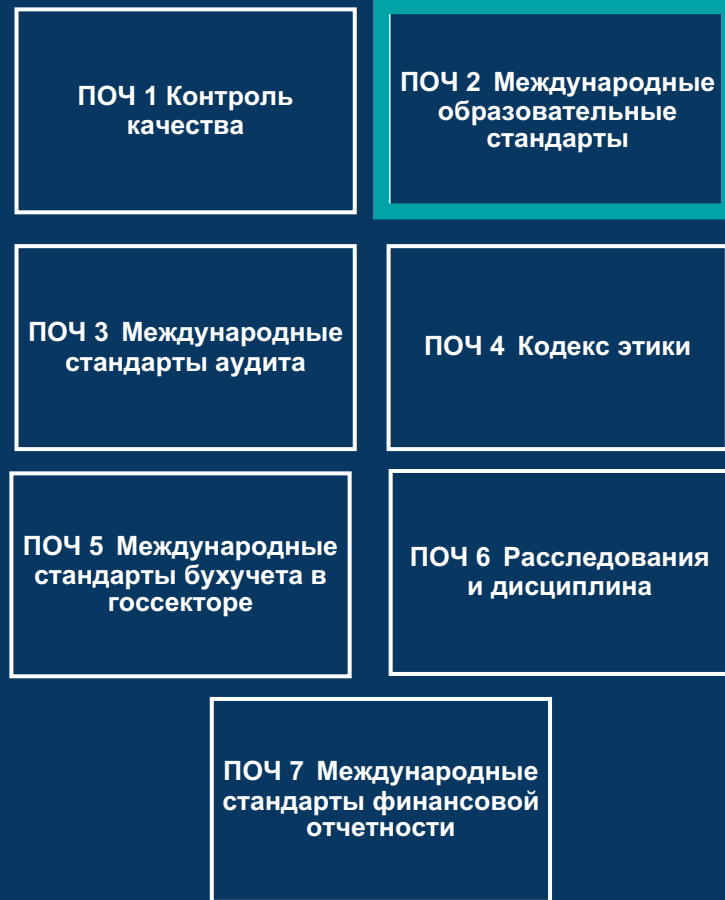 ПОЧ 1 Контроль
качества
ПОЧ 2 Международные
образовательные
стандарты
ПОЧ 3 Международные
стандарты аудита
ПОЧ 4 Кодекс этики
ПОЧ 5 Международные
стандарты бухучета в
госсекторе
ПОЧ 6 Расследования
и дисциплина
ПОЧ 7 Международные
стандарты финансовой
отчетности